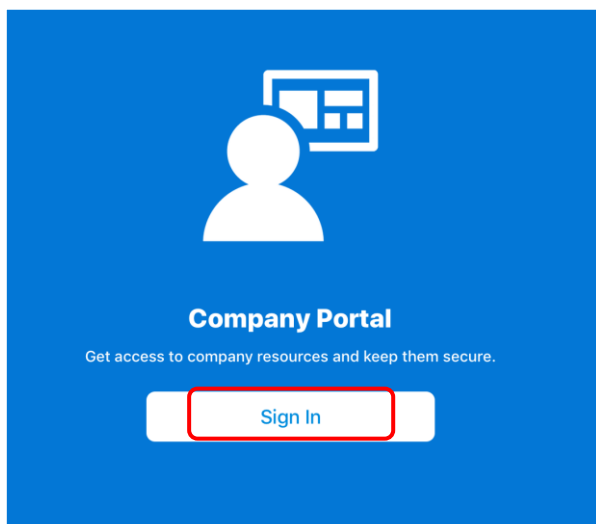 Company Portal
Get access to company resources and keep them secure.
Sign In